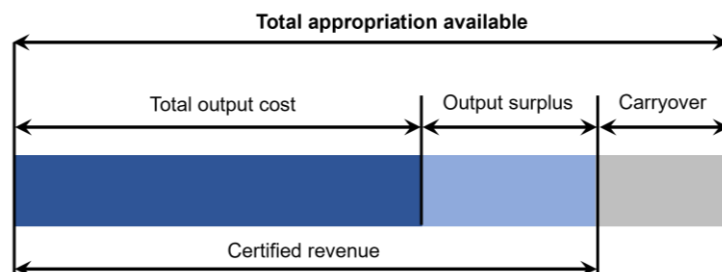 Total appropriation available
Total output cost
Output surplus
Carryover
Certified revenue